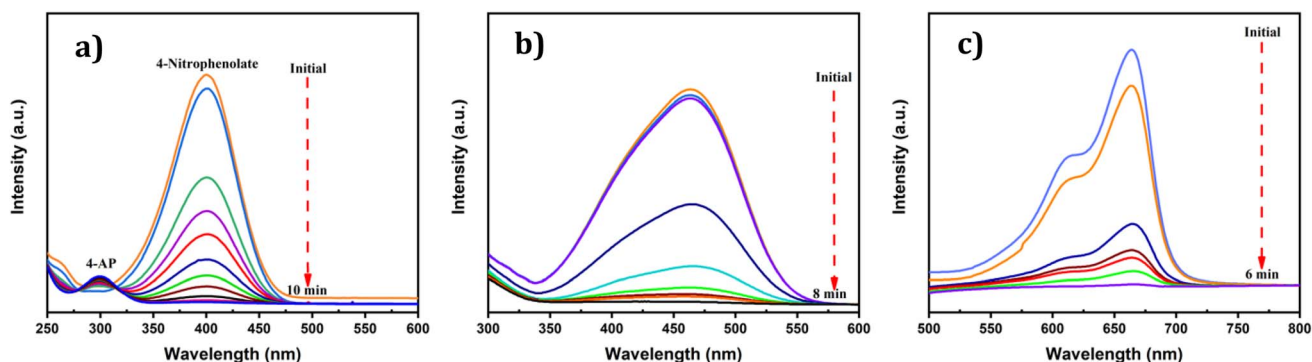 a)
4-Nitrophenolate
Initial
4-AP
10 min
Intensity (a.u.)
250 300 350 400 450 500 550 600
Wavelength (nm)
b)
Initial
8 min
Intensity (a.u.)
300 350 400 450 500 550 600
Wavelength (nm)
c)
Initial
6 min
Intensity (a.u.)
500 550 600 650 700 750 800
Wavelength (nm)